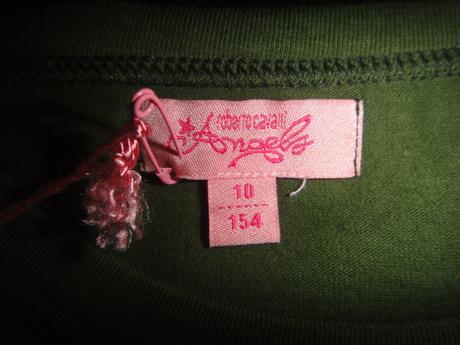 roberto cavalli
Angels
10
154